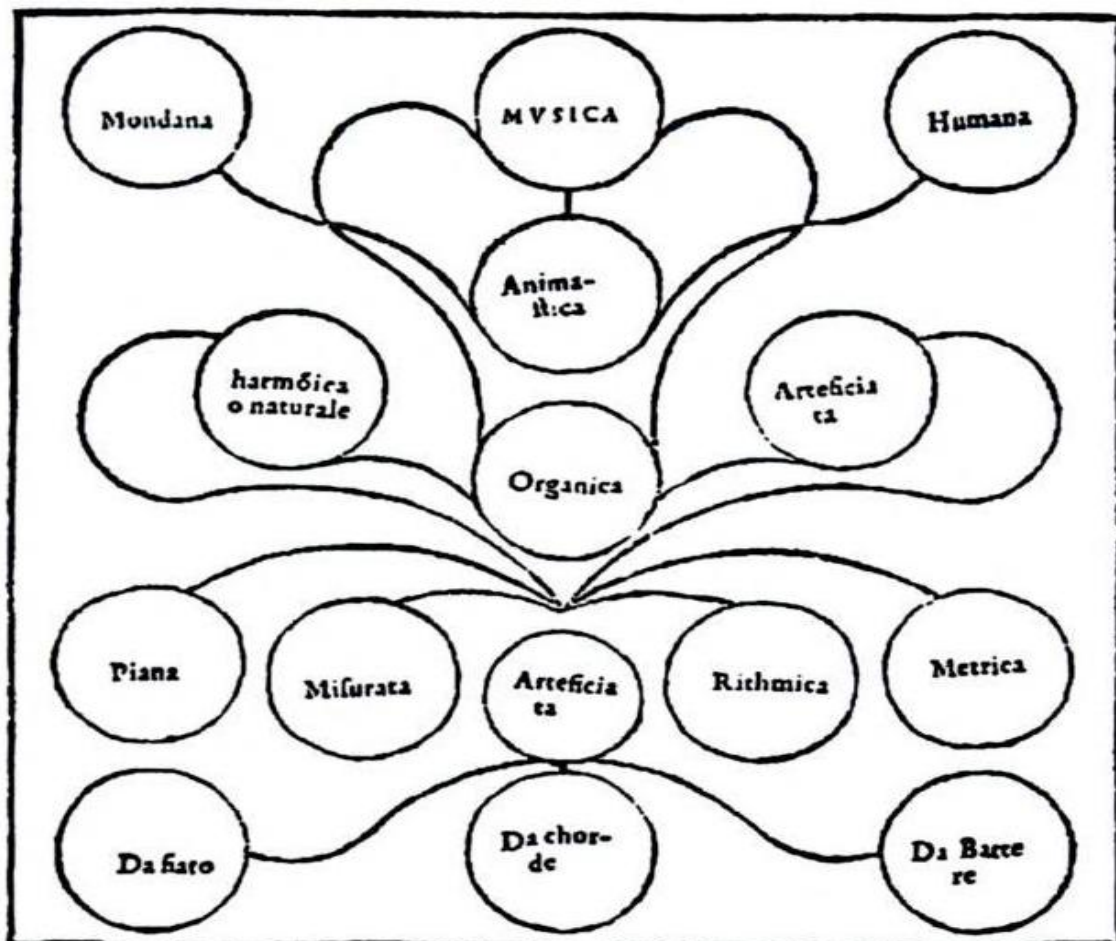 Mondana
MVSICA
Humana
Anima-
ſtica
harmõica
o naturale
Arteficia
ta
Organica
Piana
Miſurata
Arteficia
ta
Rithmica
Metrica
Da fiato
Da chor-
de
Da Batte
re